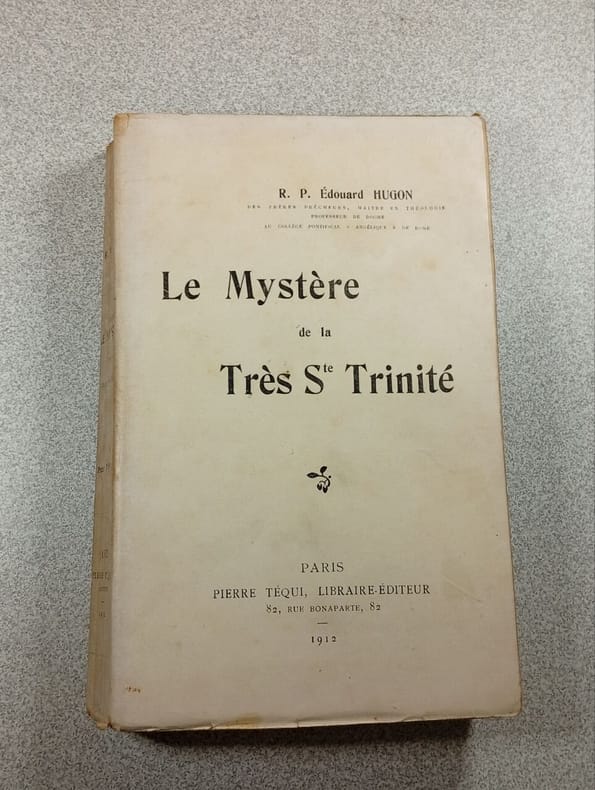 R. P. Édouard HUGON
DES FRÈRES PRÊCHEURS, MAITRE EN THÉOLOGIE
PROFESSEUR DE DOGME
AU COLLÈGE PONTIFICAL « ANGÉLIQUE » DE ROME
Le Mystère
de la
Très Ste Trinité
PARIS
PIERRE TÉQUI, LIBRAIRE-ÉDITEUR
82, RUE BONAPARTE, 82
1912